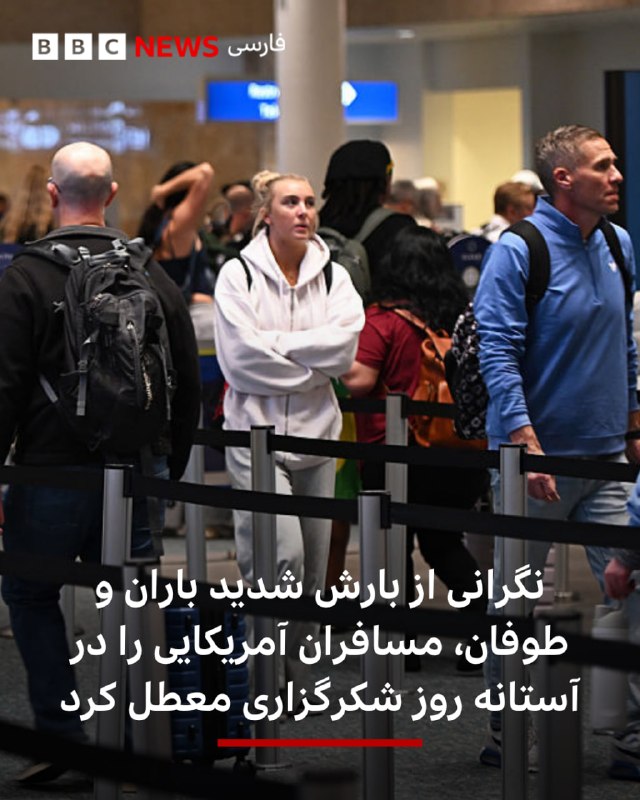 BBC NEWS فارسی
نگرانی از بارش شدید باران و
طوفان، مسافران آمریکایی را در
آستانه روز شکرگزاری معطل کرد